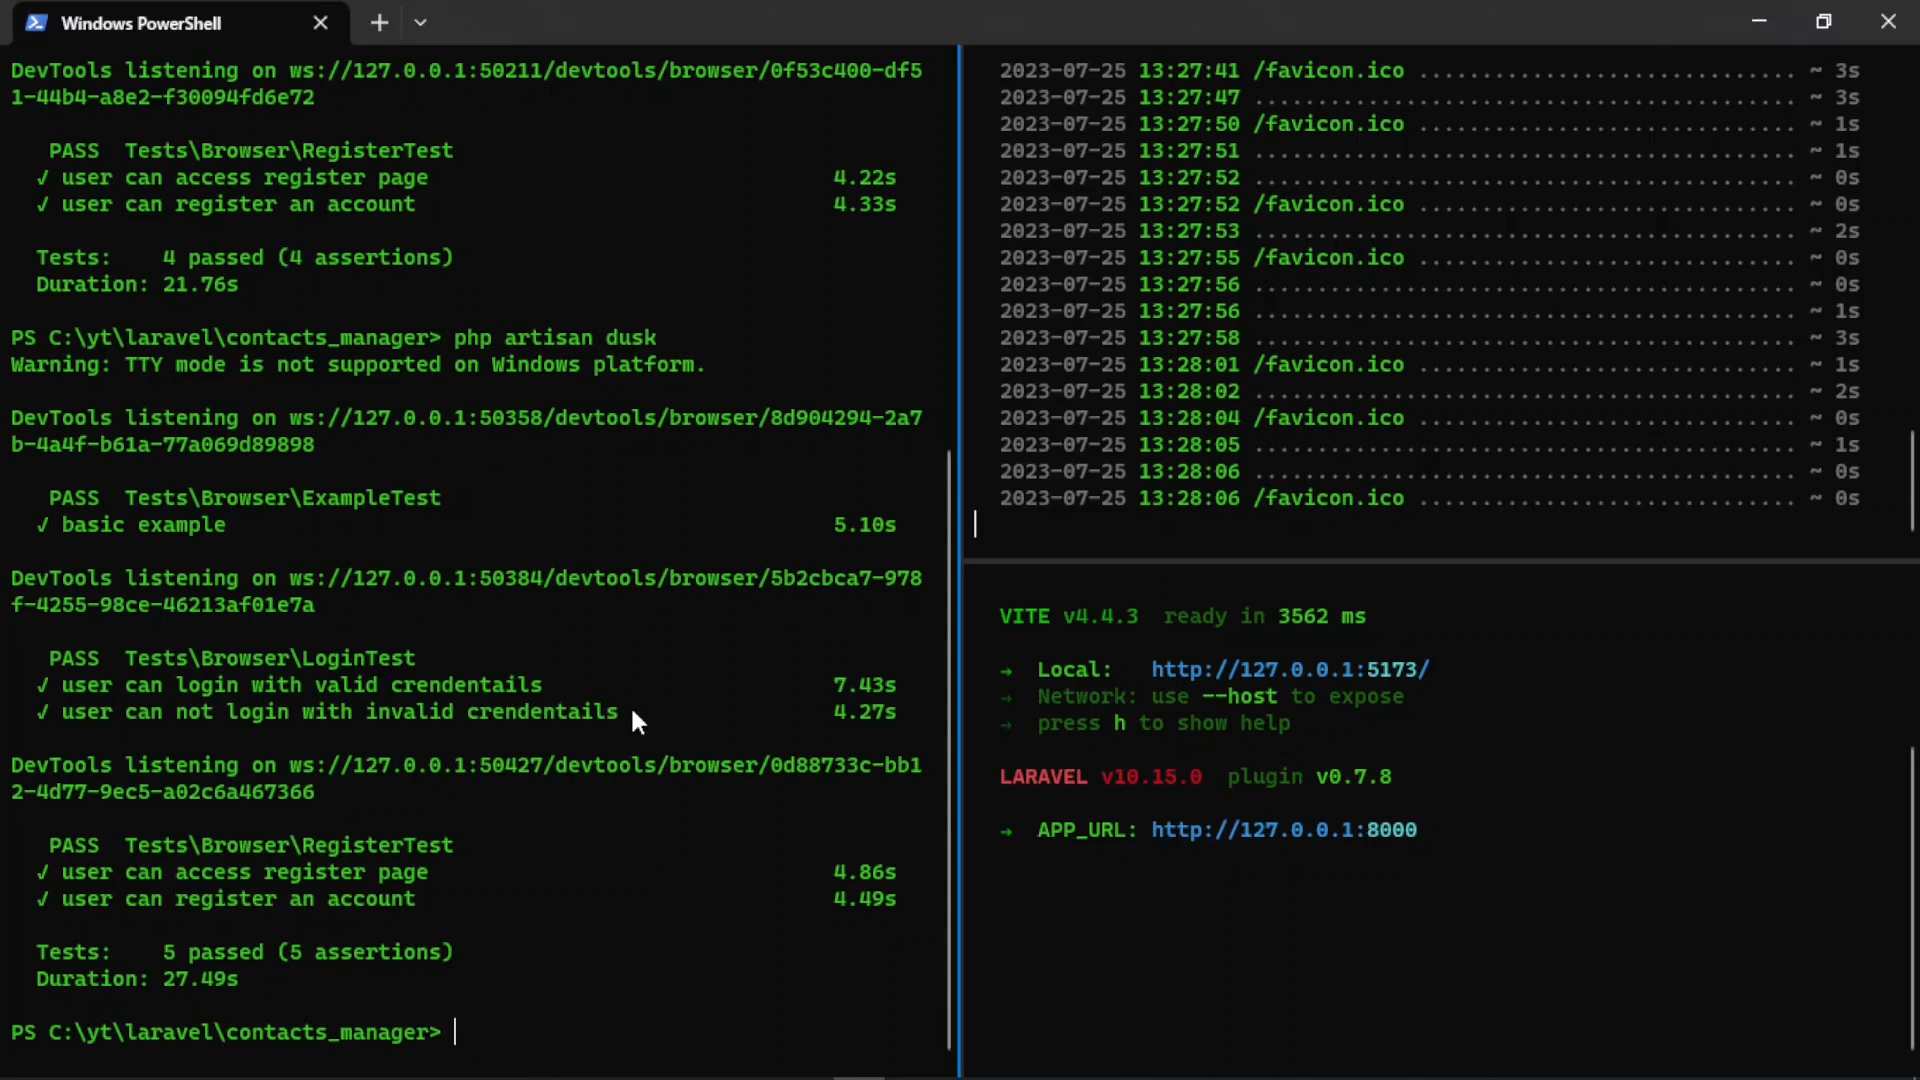 Windows PowerShell
DevTools listening on ws://127.0.0.1:50211/devtools/browser/0f53c400-df5
1-44b4-a8e2-f30094fd6e72
PASS  Tests\Browser\RegisterTest
✓ user can access register page 4.22s
✓ user can register an account 4.33s
Tests:    4 passed (4 assertions)
Duration: 21.76s
PS C:\yt\laravel\contacts_manager> php artisan dusk
Warning: TTY mode is not supported on Windows platform.
DevTools listening on ws://127.0.0.1:50358/devtools/browser/8d904294-2a7
b-4a4f-b61a-77a069d89898
PASS  Tests\Browser\ExampleTest
✓ basic example 5.10s
DevTools listening on ws://127.0.0.1:50384/devtools/browser/5b2cbca7-978
f-4255-98ce-46213af01e7a
PASS  Tests\Browser\LoginTest
✓ user can login with valid crendentails 7.43s
✓ user can not login with invalid crendentails 4.27s
DevTools listening on ws://127.0.0.1:50427/devtools/browser/0d88733c-bb1
2-4d77-9ec5-a02c6a467366
PASS  Tests\Browser\RegisterTest
✓ user can access register page 4.86s
✓ user can register an account 4.49s
Tests:    5 passed (5 assertions)
Duration: 27.49s
PS C:\yt\laravel\contacts_manager>
2023-07-25 13:27:41 /favicon.ico .............................. ~ 3s
2023-07-25 13:27:47 ........................................... ~ 3s
2023-07-25 13:27:50 /favicon.ico .............................. ~ 1s
2023-07-25 13:27:51 ........................................... ~ 1s
2023-07-25 13:27:52 ........................................... ~ 0s
2023-07-25 13:27:52 /favicon.ico .............................. ~ 0s
2023-07-25 13:27:53 ........................................... ~ 2s
2023-07-25 13:27:55 /favicon.ico .............................. ~ 0s
2023-07-25 13:27:56 ........................................... ~ 0s
2023-07-25 13:27:56 ........................................... ~ 1s
2023-07-25 13:27:58 ........................................... ~ 3s
2023-07-25 13:28:01 /favicon.ico .............................. ~ 1s
2023-07-25 13:28:02 ........................................... ~ 2s
2023-07-25 13:28:04 /favicon.ico .............................. ~ 0s
2023-07-25 13:28:05 ........................................... ~ 1s
2023-07-25 13:28:06 ........................................... ~ 0s
2023-07-25 13:28:06 /favicon.ico .............................. ~ 0s
VITE v4.4.3  ready in 3562 ms
➜  Local:   http://127.0.0.1:5173/
➜  Network: use --host to expose
➜  press h to show help
LARAVEL v10.15.0  plugin v0.7.8
➜  APP_URL: http://127.0.0.1:8000